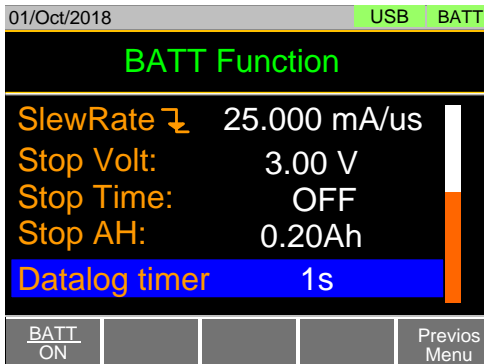 01/Oct/2018 USB BATT
BATT Function
SlewRate 25.000 mA/us
Stop Volt: 3.00 V
Stop Time: OFF
Stop AH: 0.20Ah
Datalog timer 1s
BATT
ON
Previos
Menu